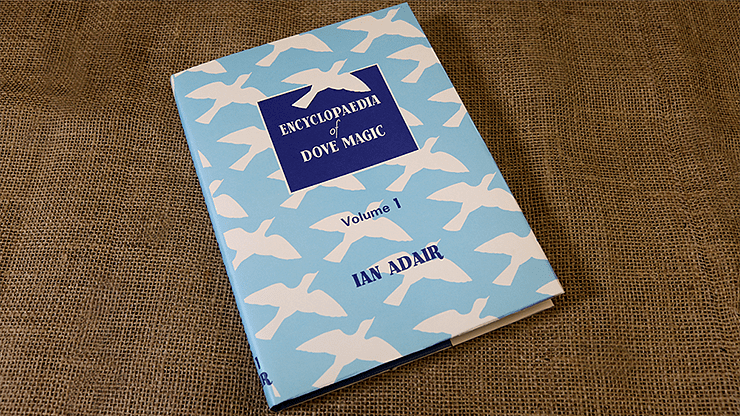 ENCYCLOPAEDIA
of
DOVE MAGIC
Volume 1
IAN ADAIR